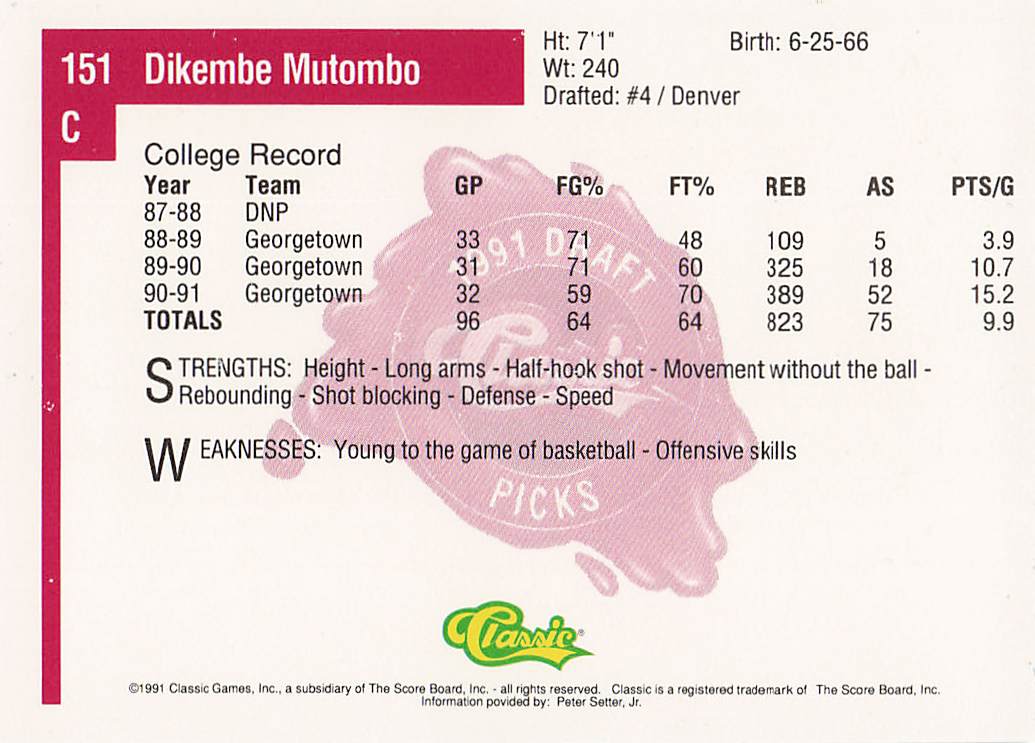 151 Dikembe Mutombo
C
Ht: 7'1" Birth: 6-25-66
Wt: 240
Drafted: #4 / Denver
College Record
Year Team GP FG% FT% REB AS PTS/G
87-88 DNP
88-89 Georgetown 33 71 48 109 5 3.9
89-90 Georgetown 31 71 60 325 18 10.7
90-91 Georgetown 32 59 70 389 52 15.2
TOTALS 96 64 64 823 75 9.9
STRENGTHS: Height - Long arms - Half-hook shot - Movement without the ball -
Rebounding - Shot blocking - Defense - Speed
WEAKNESSES: Young to the game of basketball - Offensive skills
1991 DRAFT
Classic
PICKS
Classic®
©1991 Classic Games, Inc., a subsidiary of The Score Board, Inc. - all rights reserved. Classic is a registered trademark of The Score Board, Inc.
Information povided by: Peter Setter, Jr.